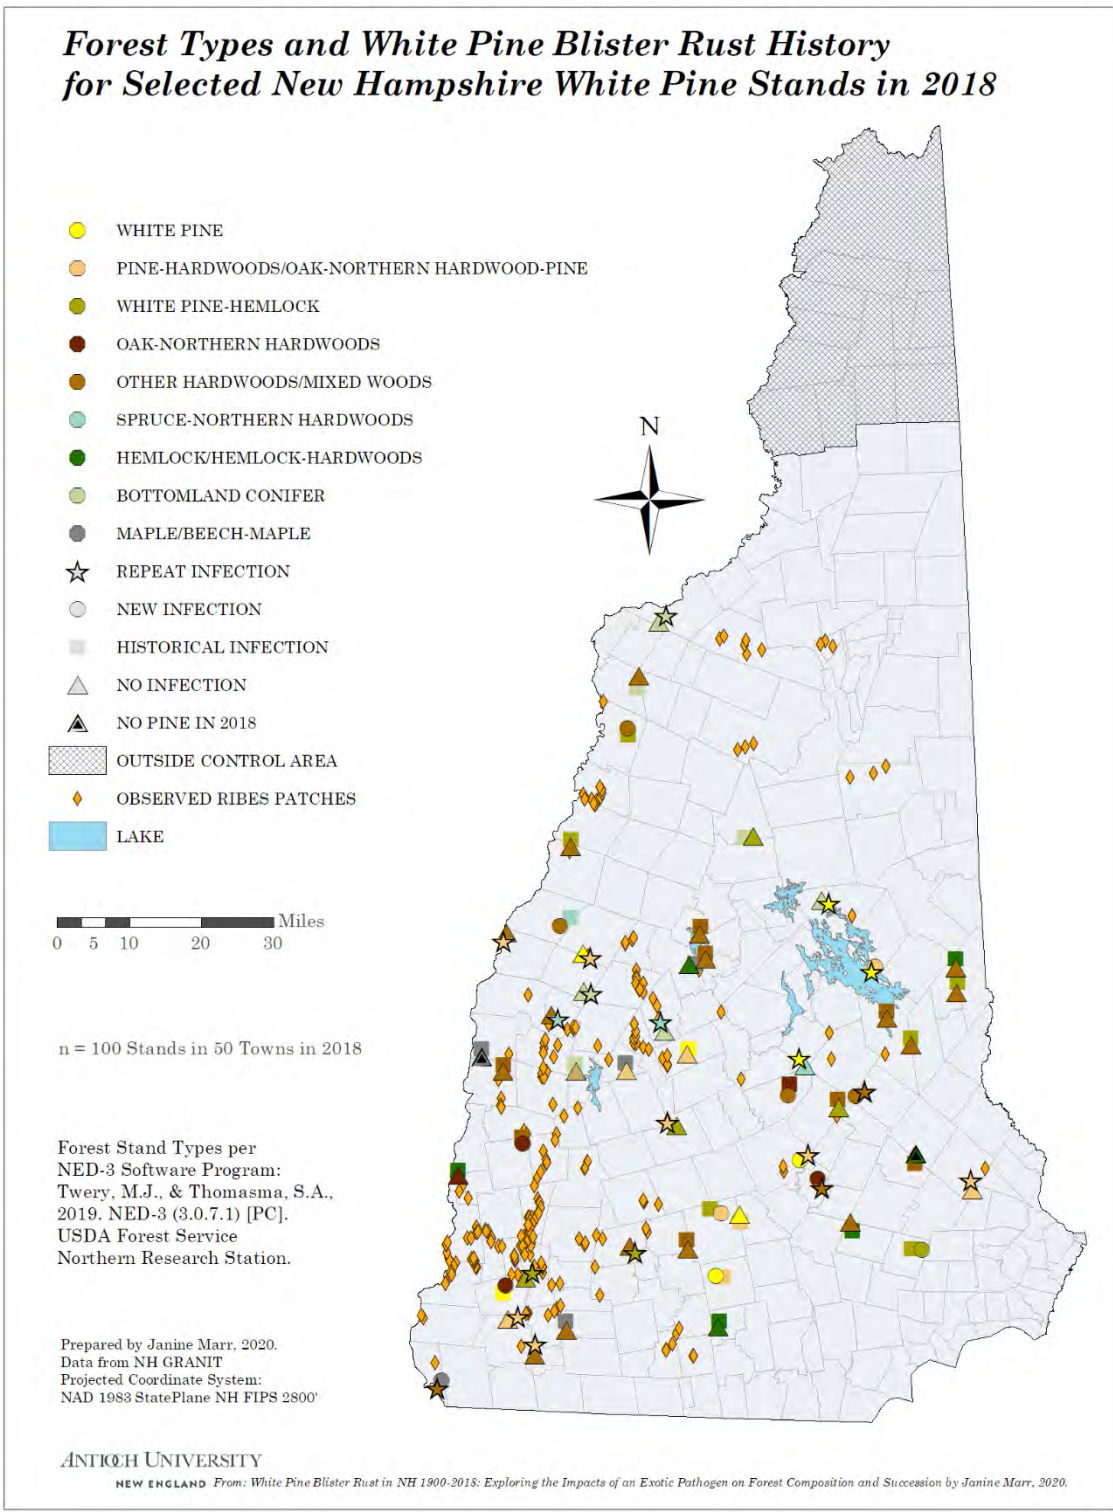 Forest Types and White Pine Blister Rust History
for Selected New Hampshire White Pine Stands in 2018
WHITE PINE
PINE-HARDWOODS/OAK-NORTHERN HARDWOOD-PINE
WHITE PINE-HEMLOCK
OAK-NORTHERN HARDWOODS
OTHER HARDWOODS/MIXED WOODS
SPRUCE-NORTHERN HARDWOODS
HEMLOCK/HEMLOCK-HARDWOODS
BOTTOMLAND CONIFER
MAPLE/BEECH-MAPLE
REPEAT INFECTION
NEW INFECTION
HISTORICAL INFECTION
NO INFECTION
NO PINE IN 2018
OUTSIDE CONTROL AREA
OBSERVED RIBES PATCHES
LAKE
N
Miles
0 5 10 20 30
n = 100 Stands in 50 Towns in 2018
Forest Stand Types per
NED-3 Software Program:
Twery, M.J., & Thomasma, S.A.,
2019. NED-3 (3.0.7.1) [PC].
USDA Forest Service
Northern Research Station.
Prepared by Janine Marr, 2020.
Data from NH GRANIT
Projected Coordinate System:
NAD 1983 StatePlane NH FIPS 2800'
ANTIOCH UNIVERSITY
NEW ENGLAND From: White Pine Blister Rust in NH 1900-2018: Exploring the Impacts of an Exotic Pathogen on Forest Composition and Succession by Janine Marr, 2020.